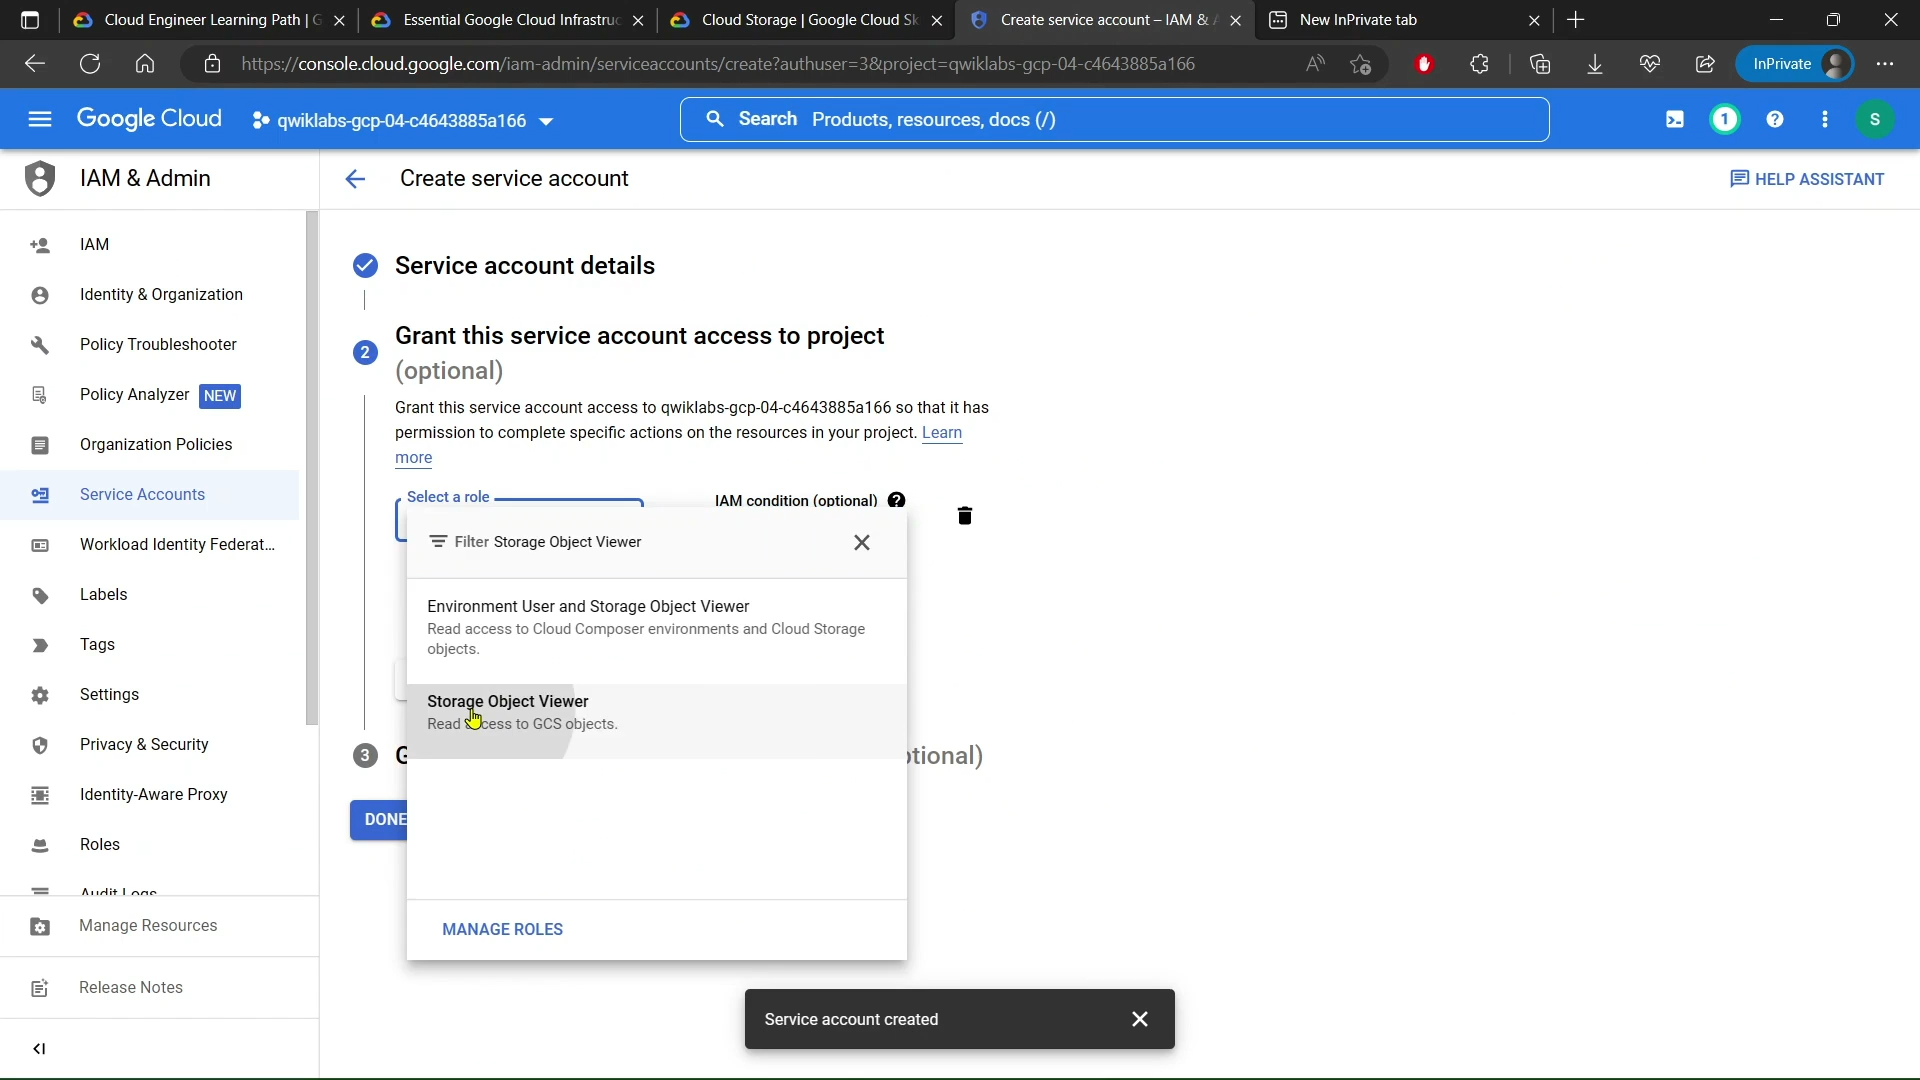 Cloud Engineer Learning Path | G
Essential Google Cloud Infrastruc
Cloud Storage | Google Cloud Sk
Create service account – IAM & A
New InPrivate tab
https://console.cloud.google.com/iam-admin/serviceaccounts/create?authuser=3&project=qwiklabs-gcp-04-c4643885a166
InPrivate
Google Cloud
qwiklabs-gcp-04-c4643885a166
Search Products, resources, docs (/)
1
S
IAM & Admin
Create service account
HELP ASSISTANT
IAM
Identity & Organization
Policy Troubleshooter
Policy Analyzer NEW
Organization Policies
Service Accounts
Workload Identity Federat...
Labels
Tags
Settings
Privacy & Security
Identity-Aware Proxy
Roles
Audit Logs
Manage Resources
Release Notes
Service account details
2
Grant this service account access to project
(optional)
Grant this service account access to qwiklabs-gcp-04-c4643885a166 so that it has
permission to complete specific actions on the resources in your project. Learn
more
Select a role
IAM condition (optional)
Filter Storage Object Viewer
Environment User and Storage Object Viewer
Read access to Cloud Composer environments and Cloud Storage
objects.
Storage Object Viewer
Read access to GCS objects.
3 G
ptional)
DONE
MANAGE ROLES
Service account created